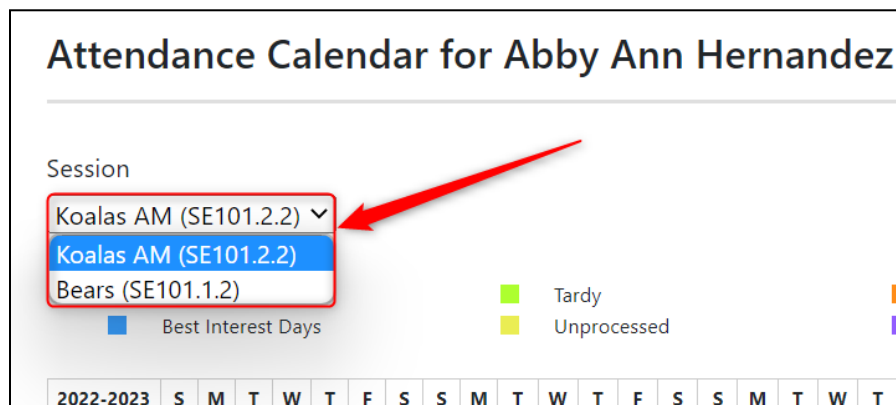 Attendance Calendar for Abby Ann Hernandez
Session
Koalas AM (SE101.2.2)
Koalas AM (SE101.2.2)
Bears (SE101.1.2)
Tardy
Best Interest Days
Unprocessed
2022-2023 S M T W T F S S M T W T F S S M T W T